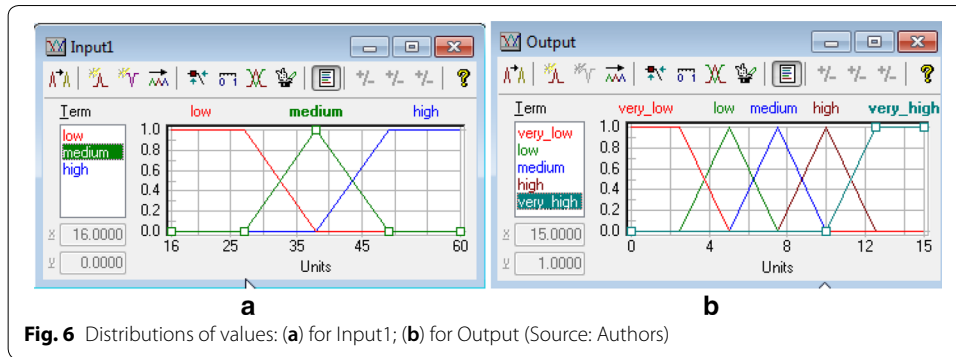 Input1
Term
low medium high
low
medium
high
1.0
0.8
0.6
0.4
0.2
0.0
16 25 35 45 60
Units
x 16.0000
y 0.0000
a
Output
Term
very_low low medium high very_high
very_low
low
medium
high
very_high
1.0
0.8
0.6
0.4
0.2
0.0
0 4 8 12 15
Units
x 15.0000
y 1.0000
b
Fig. 6 Distributions of values: (a) for Input1; (b) for Output (Source: Authors)